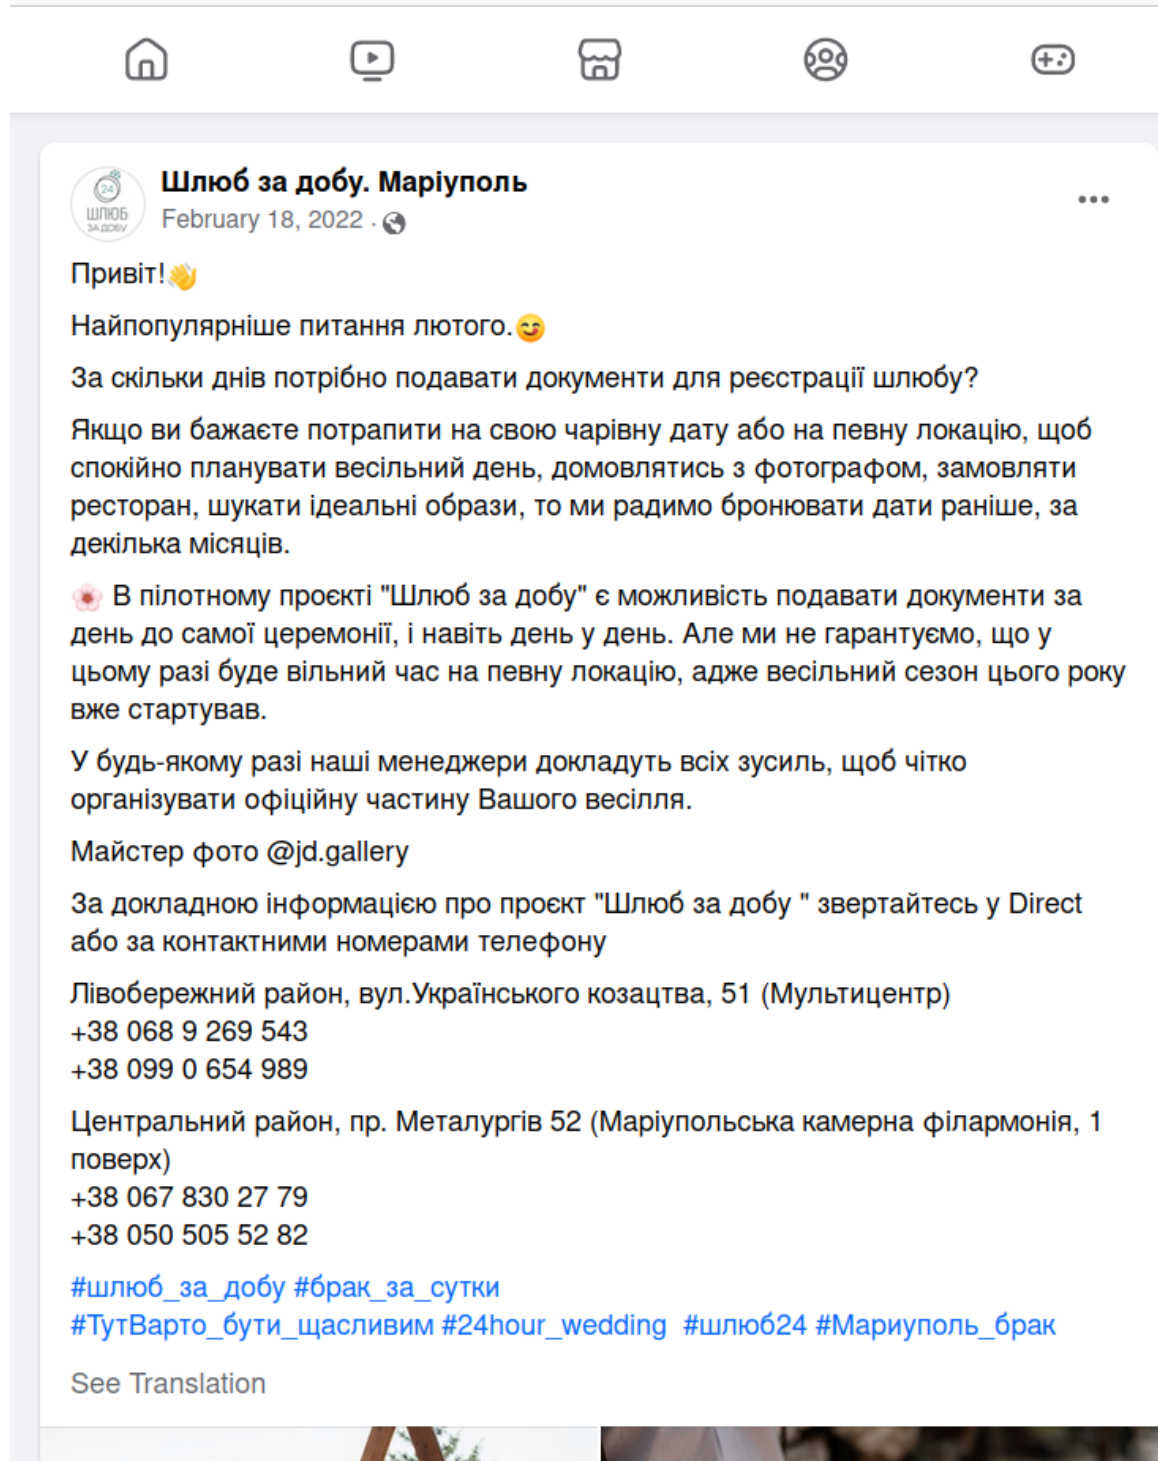 24
ШЛЮБ
ЗА ДОБУ
Шлюб за добу. Маріуполь
February 18, 2022 ·
Привіт!👋
Найпопулярніше питання лютого.😋
За скільки днів потрібно подавати документи для реєстрації шлюбу?
Якщо ви бажаєте потрапити на свою чарівну дату або на певну локацію, щоб
спокійно планувати весільний день, домовлятись з фотографом, замовляти
ресторан, шукати ідеальні образи, то ми радимо бронювати дати раніше, за
декілька місяців.
🌸 В пілотному проєкті "Шлюб за добу" є можливість подавати документи за
день до самої церемонії, і навіть день у день. Але ми не гарантуємо, що у
цьому разі буде вільний час на певну локацію, адже весільний сезон цього року
вже стартував.
У будь-якому разі наші менеджери докладуть всіх зусиль, щоб чітко
організувати офіційну частину Вашого весілля.
Майстер фото @jd.gallery
За докладною інформацією про проєкт "Шлюб за добу " звертайтесь у Direct
або за контактними номерами телефону
Лівобережний район, вул.Українського козацтва, 51 (Мультицентр)
+38 068 9 269 543
+38 099 0 654 989
Центральний район, пр. Металургів 52 (Маріупольська камерна філармонія, 1
поверх)
+38 067 830 27 79
+38 050 505 52 82
#шлюб_за_добу #брак_за_сутки
#ТутВарто_бути_щасливим #24hour_wedding #шлюб24 #Мариуполь_брак
See Translation